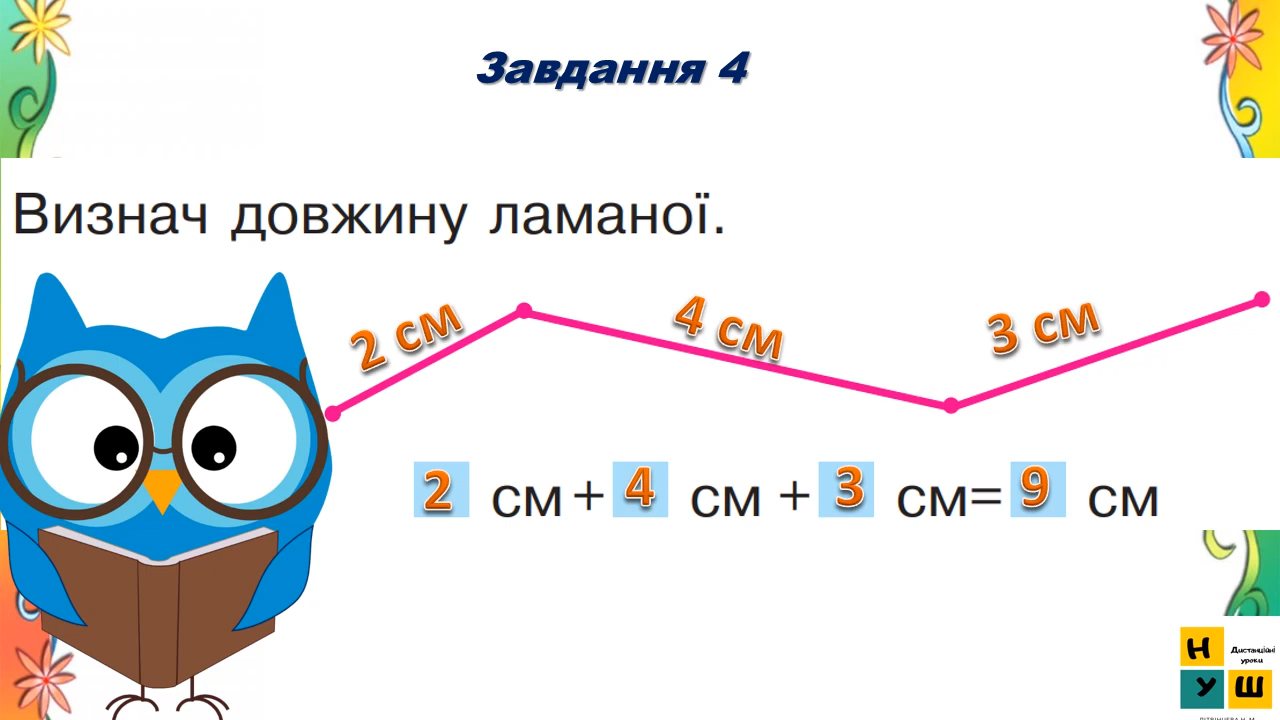 Завдання 4
Визнач довжину ламаної.
2 см
4 см
3 см
2 см + 4 см + 3 см = 9 см
Н
Дистанційні
уроки
У Ш